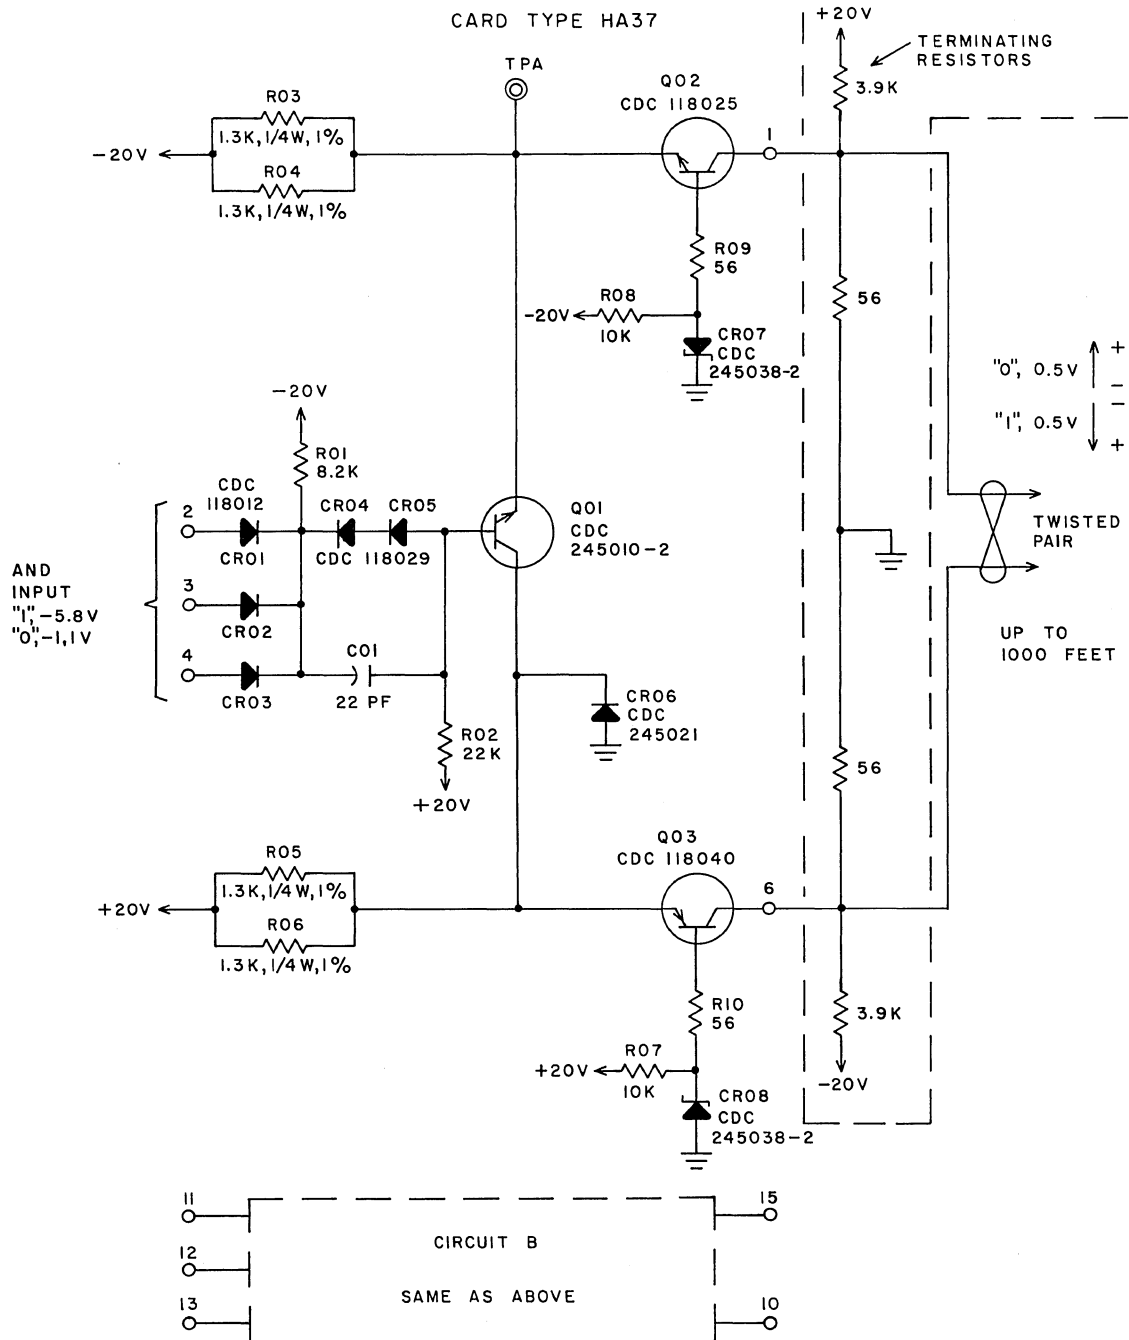 CARD TYPE HA37
+20V
TERMINATING
RESISTORS
3.9K
TPA
Q02
CDC 118025
1
R03
1.3K, 1/4W, 1%
-20V
R04
1.3K, 1/4W, 1%
R09
56
56
R08
-20V
10K
CR07
CDC
245038-2
"0", 0.5V
+
-
-
"1", 0.5V
+
-20V
R01
8.2K
CDC
118012
2
CR01
CR04
CR05
CDC 118029
Q01
CDC
245010-2
TWISTED
PAIR
AND
INPUT
"1",-5.8V
"0",-1,1V
3
CR02
4
CR03
C01
22 PF
UP TO
1000 FEET
CR06
CDC
245021
R02
22K
+20V
56
Q03
CDC 118040
6
R05
1.3K,1/4W,1%
+20V
R06
1.3K,1/4W,1%
R10
56
3.9K
R07
+20V
10K
-20V
CR08
CDC
245038-2
11
15
12
CIRCUIT B
SAME AS ABOVE
13
10